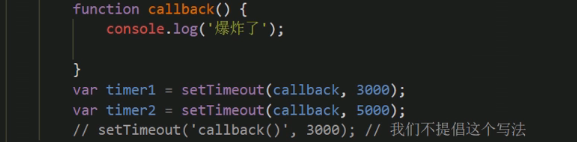 function callback() {
console.log('爆炸了');
}
var timer1 = setTimeout(callback, 3000);
var timer2 = setTimeout(callback, 5000);
// setTimeout('callback()', 3000); // 我们不提倡这个写法